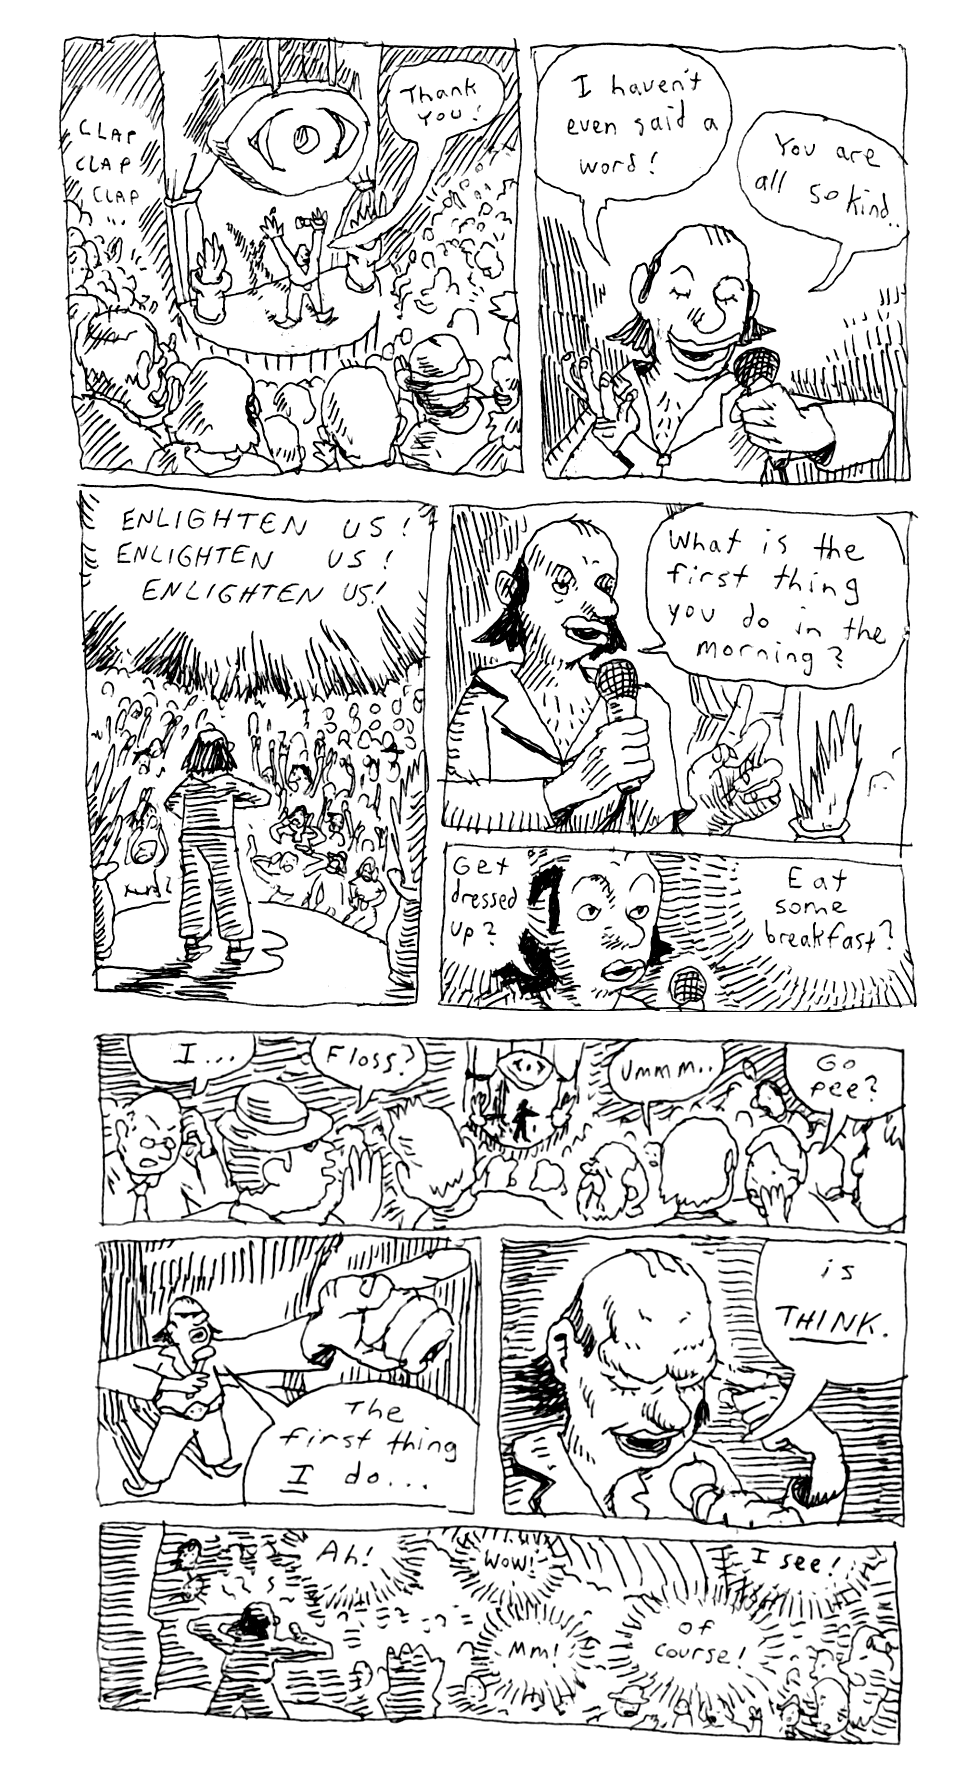 CLAP
CLAP
CLAP
Thank
you!
I haven't
even said a
word!
You are
all so kind..
ENLIGHTEN US!
ENLIGHTEN US!
ENLIGHTEN US!
What is the
first thing
you do in the
morning?
Get
dressed
up?
Eat
some
breakfast?
I...
Floss?
Ummm..
Go
pee?
The
first thing
I do....
is
THINK.
Ah!
Wow!
I see!
Mm!
of
course!